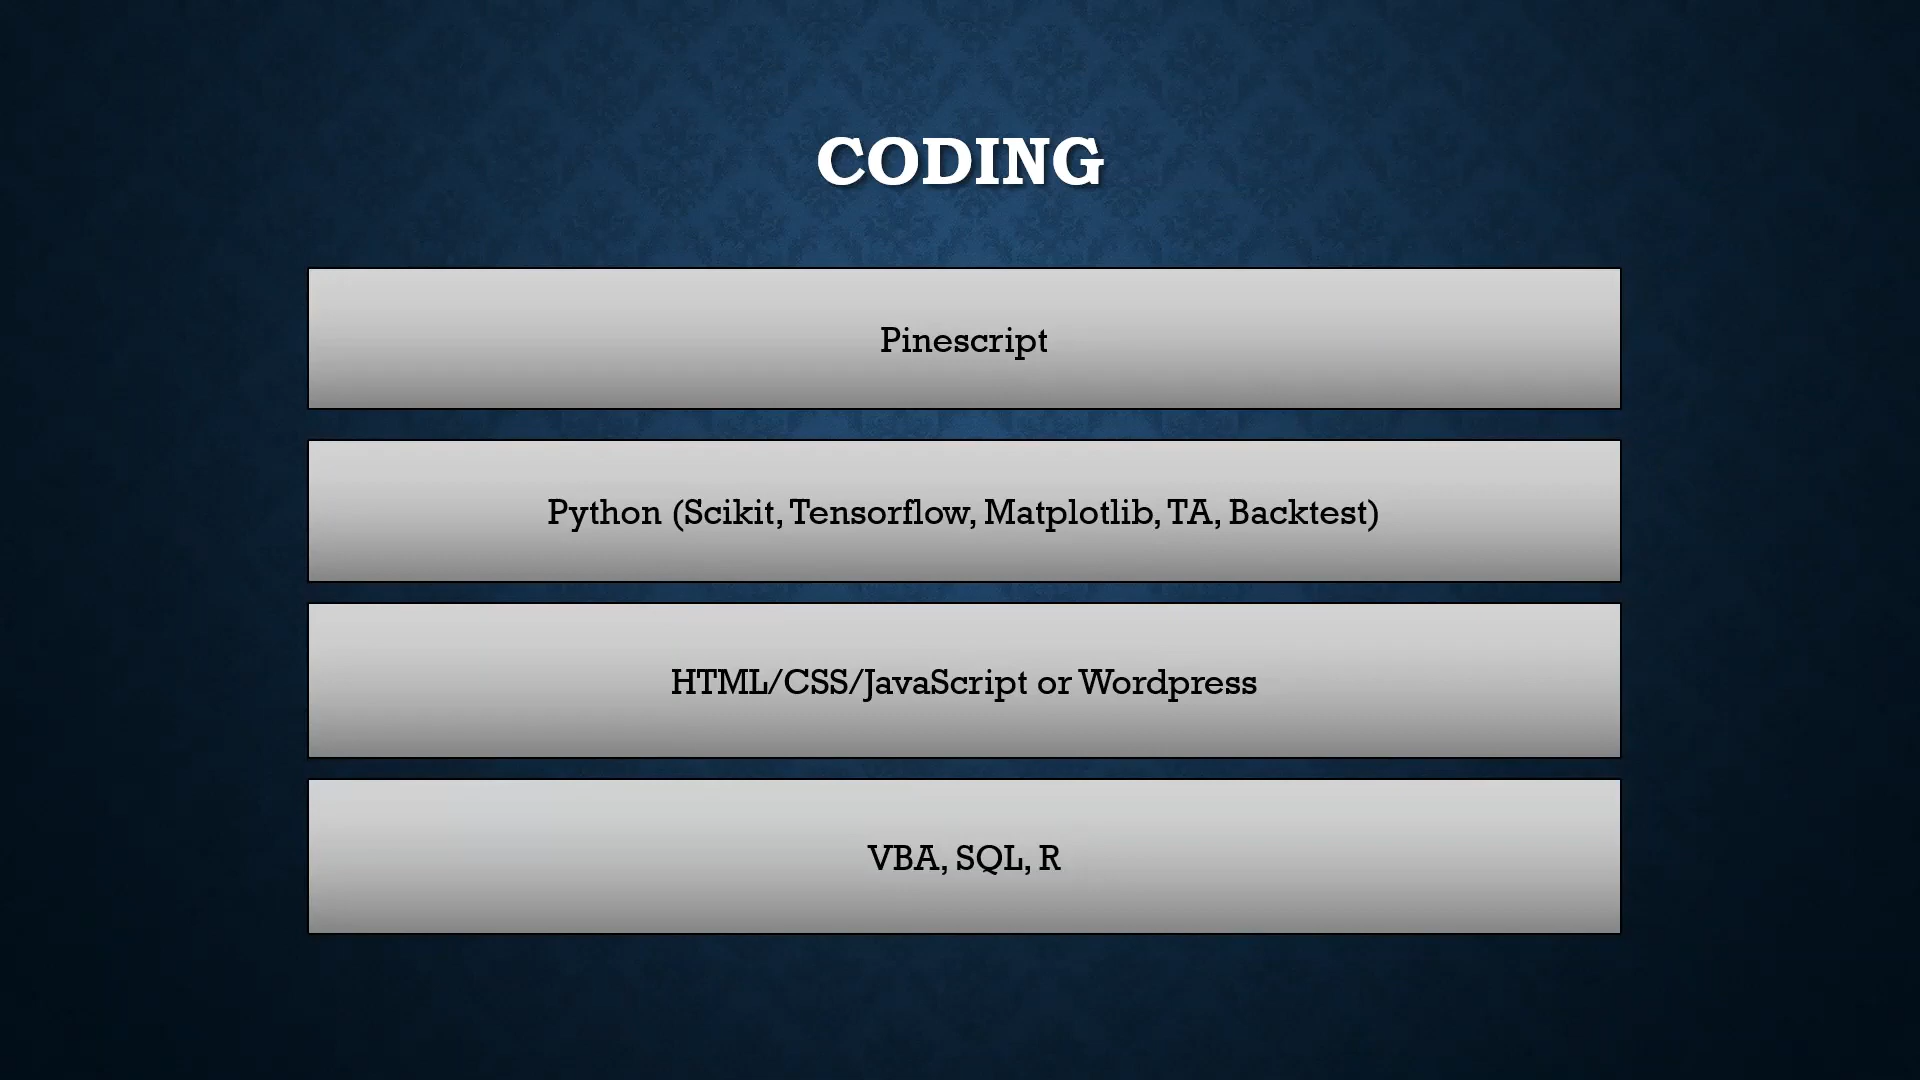 CODING
Pinescript
Python (Scikit, Tensorflow, Matplotlib, TA, Backtest)
HTML/CSS/JavaScript or Wordpress
VBA, SQL, R